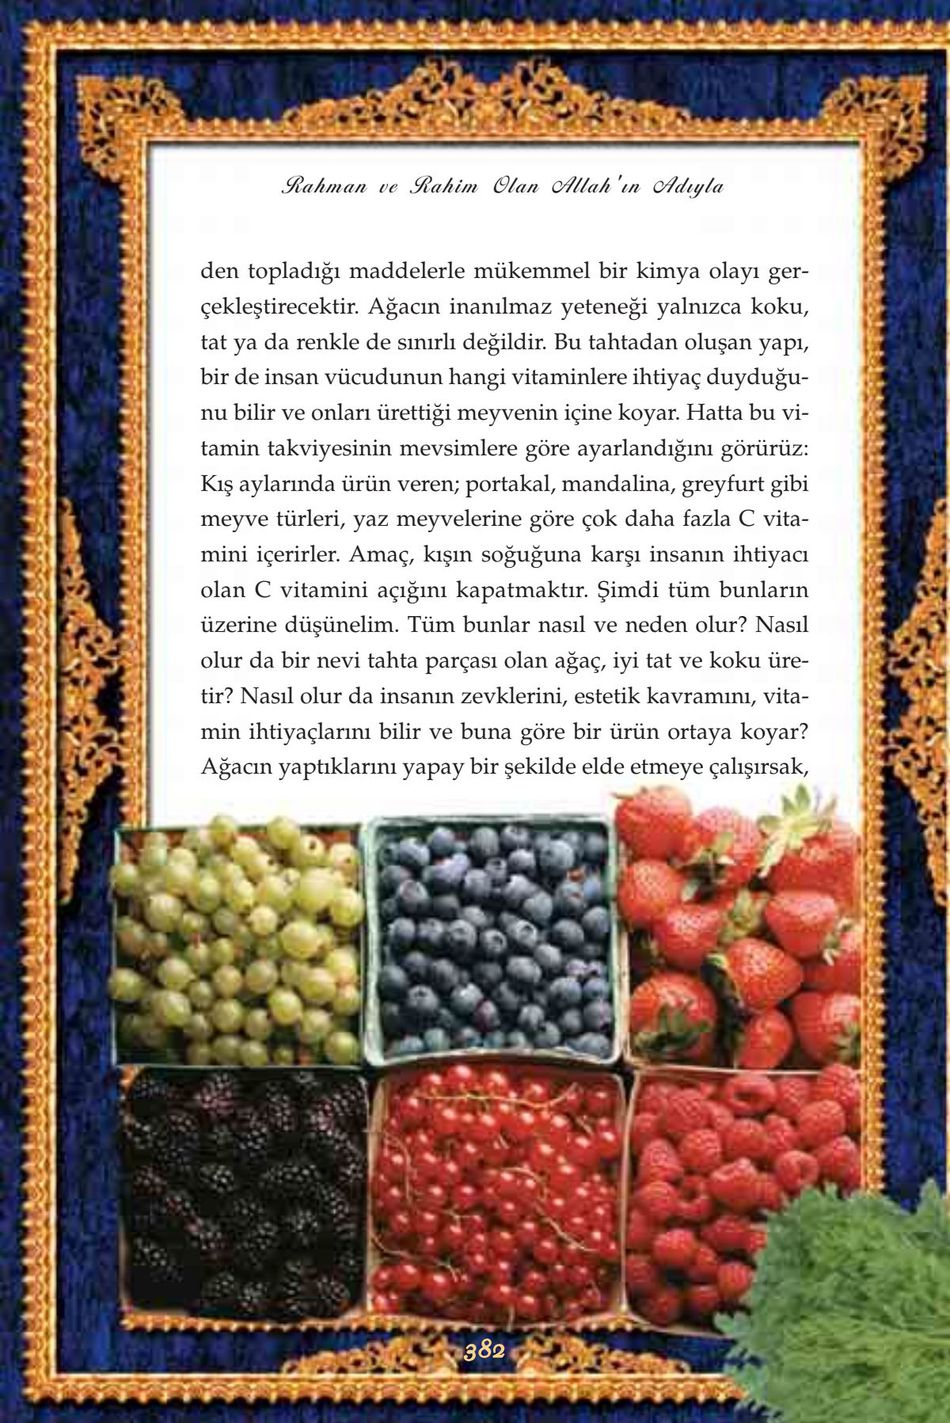 Rahman ve Rahim Olan Allah'ın Adıyla
den topladığı maddelerle mükemmel bir kimya olayı ger-
çekleştirecektir. Ağacın inanılmaz yeteneği yalnızca koku,
tat ya da renkle de sınırlı değildir. Bu tahtadan oluşan yapı,
bir de insan vücudunun hangi vitaminlere ihtiyaç duyduğu-
nu bilir ve onları ürettiği meyvenin içine koyar. Hatta bu vi-
tamin takviyesinin mevsimlere göre ayarlandığını görürüz:
Kış aylarında ürün veren; portakal, mandalina, greyfurt gibi
meyve türleri, yaz meyvelerine göre çok daha fazla C vita-
mini içerirler. Amaç, kışın soğuğuna karşı insanın ihtiyacı
olan C vitamini açığını kapatmaktır. Şimdi tüm bunların
üzerine düşünelim. Tüm bunlar nasıl ve neden olur? Nasıl
olur da bir nevi tahta parçası olan ağaç, iyi tat ve koku üre-
tir? Nasıl olur da insanın zevklerini, estetik kavramını, vita-
min ihtiyaçlarını bilir ve buna göre bir ürün ortaya koyar?
Ağacın yaptıklarını yapay bir şekilde elde etmeye çalışırsak,
382